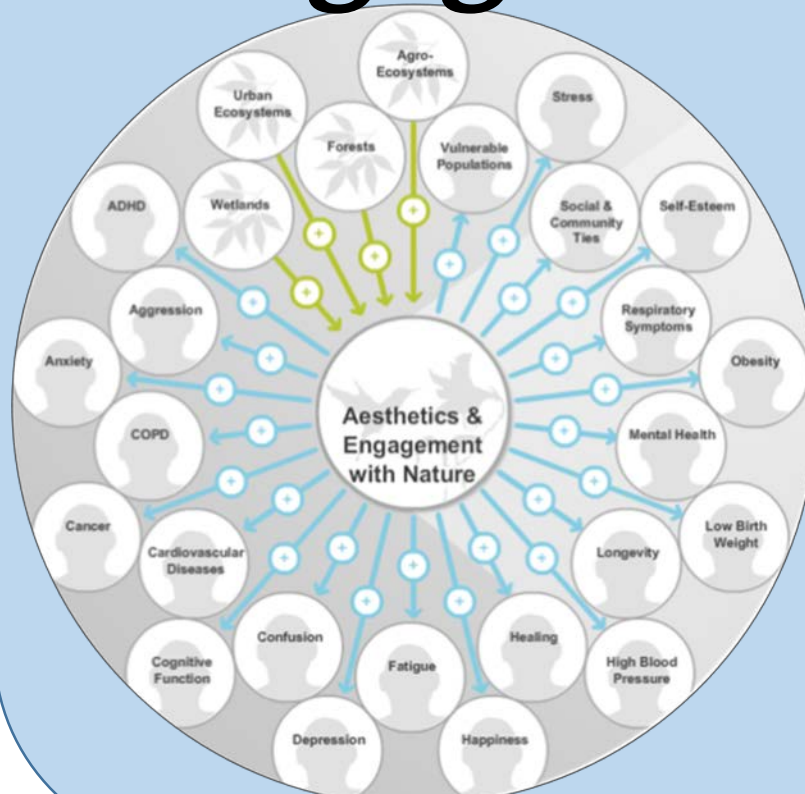 Agro-
Ecosystems
Urban
Ecosystems
Stress
Forests
Vulnerable
Populations
ADHD
Wetlands
Social &
Community
Ties
Self-Esteem
Aggression
Respiratory
Symptoms
Anxiety
Obesity
Aesthetics &
Engagement
with Nature
COPD
Mental Health
Cancer
Low Birth
Weight
Cardiovascular
Diseases
Longevity
Confusion
Healing
Cognitive
Function
Fatigue
High Blood
Pressure
Depression
Happiness